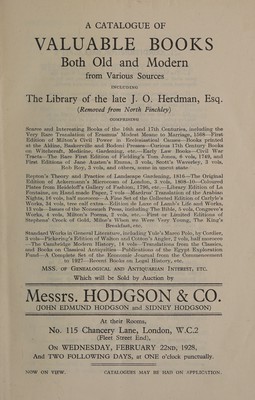 A CATALOGUE OF
VALUABLE BOOKS
Both Old and Modern
from Various Sources
INCLUDING
The Library of the late J. O. Herdman, Esq.
(Removed from North Finchley)
COMPRISING
Scarce and Interesting Books of the 16th and 17th Centuries, including the
Very Rare Translation of Erasmus' Modest Means to Marriage, 1568—First
Edition of Milton's Civil Power in Ecclesiastical Causes—Books printed
at the Aldine, Baskerville and Bodoni Presses—Curious 17th Century Books
on Witchcraft, Medicine, Gardening, etc.—Early Law Books—Civil War
Tracts—The Rare First Edition of Fielding's Tom Jones, 6 vols, 1749, and
First Editions of Jane Austen's Emma, 3 vols, Scott's Waverley, 3 vols,
Rob Roy, 3 vols, and others, some in uncut state
Repton's Theory and Practice of Landscape Gardening, 1816—The Original
Edition of Ackermann's Microcosm of London, 3 vols, 1808-10—Coloured
Plates from Heideloff's Gallery of Fashion, 1796, etc.—Library Edition of La
Fontaine, on Hand-made Paper, 7 vols—Mardrus' Translation of the Arabian
Nights, 16 vols, half morocco—A Fine Set of the Collected Edition of Carlyle's
Works, 34 vols, tree calf extra—Edition de Luxe of Lamb's Life and Works,
12 vols—Issues of the Nonesuch Press, including The Bible, 5 vols, Congreve's
Works, 4 vols, Milton's Poems, 2 vols, etc.—First or Limited Editions of
Stephens' Crock of Gold, Milne's When we Were Very Young, The King's
Breakfast, etc.
Standard Works in General Literature, including Yule's Marco Polo, by Cordier,
3 vols—Pickering's Edition of Walton and Cotton's Angler, 2 vols, half morocco
—The Cambridge Modern History, 14 vols—Translations from the Classics,
and Books on Classical Antiquities—Publications of the Egypt Exploration
Fund—A Complete Set of the Economic Journal from the Commencement
to 1927—Recent Books on Legal History, etc.
MSS. OF GENEALOGICAL AND ANTIQUARIAN INTEREST, ETC.
Which will be Sold by Auction by
Messrs. HODGSON & CO.
(JOHN EDMUND HODGSON and SIDNEY HODGSON)
At their Rooms,
No. 115 Chancery Lane, London, W.C.2
(Fleet Street End),
ON WEDNESDAY, FEBRUARY 22ND, 1928,
And TWO FOLLOWING DAYS, at ONE o'clock punctually.
NOW ON VIEW. CATALOGUES MAY BE HAD ON APPLICATION.